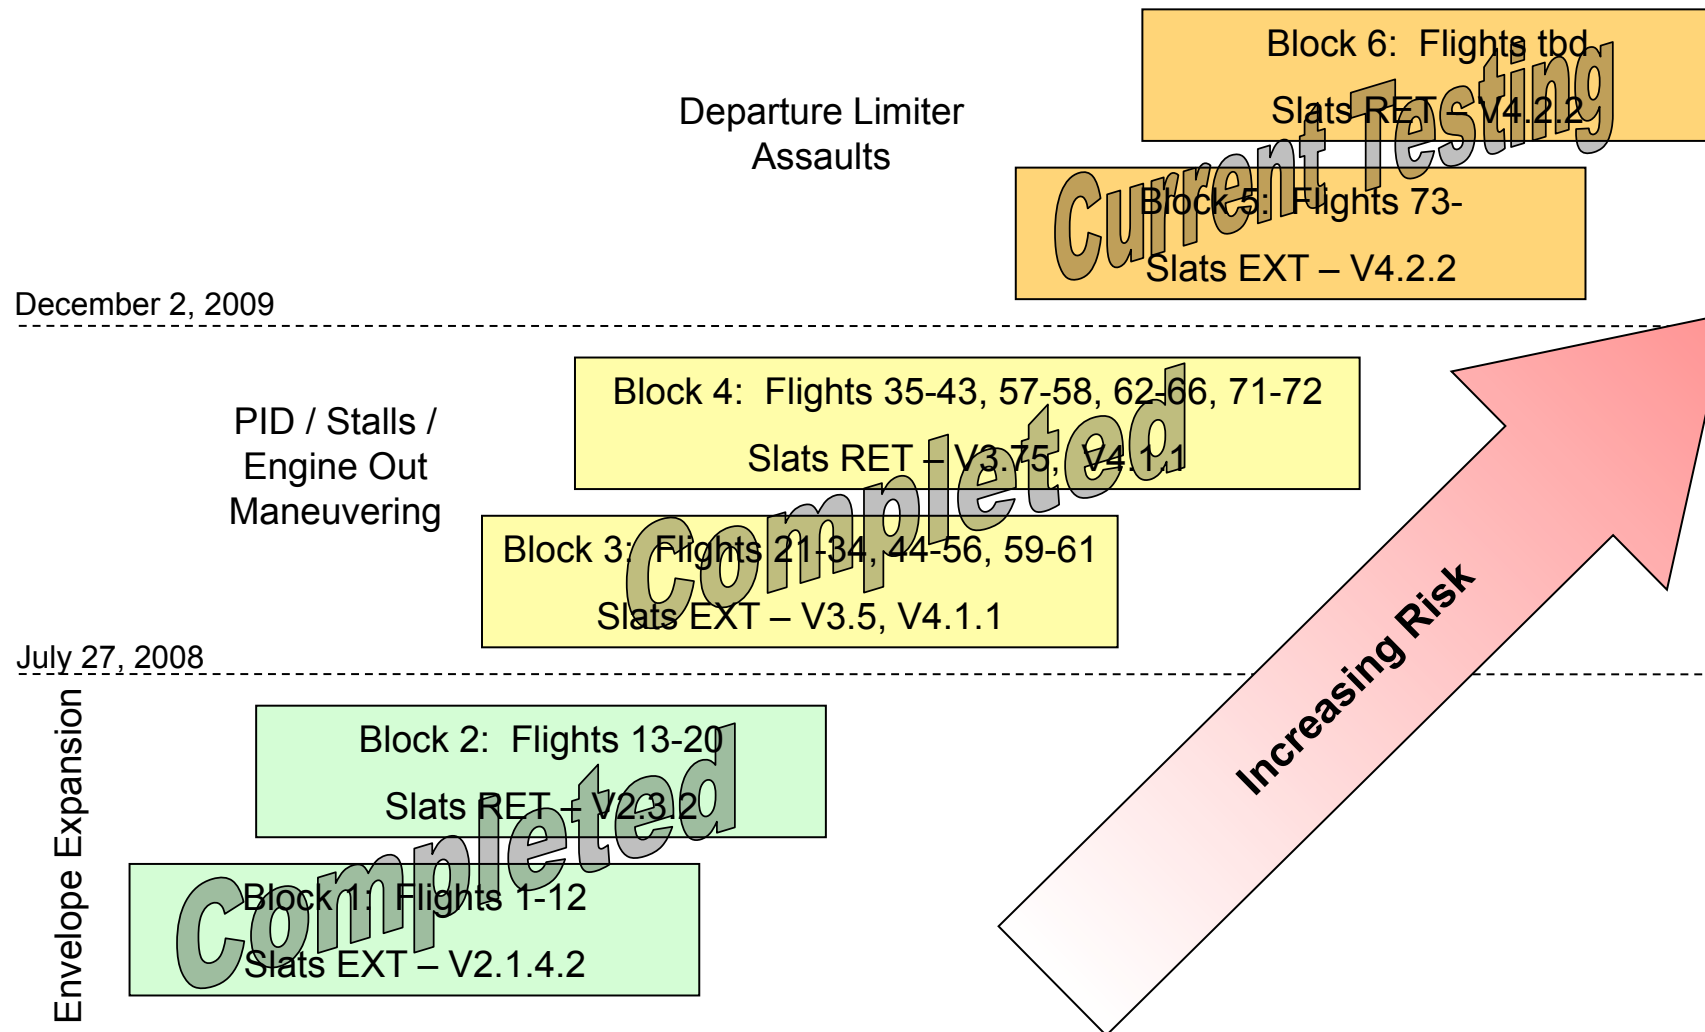 Block 6:  Flights tbd
Slats RET – V4.2.2
Departure Limiter
Assaults
Current Testing
Block 5:  Flights 73-
Slats EXT – V4.2.2
December 2, 2009
Block 4:  Flights 35-43, 57-58, 62-66, 71-72
Slats RET – V3.75,  V4.1.1
PID / Stalls /
Engine Out
Maneuvering
Completed
Block 3:  Flights 21-34, 44-56, 59-61
Slats EXT – V3.5, V4.1.1
July 27, 2008
Increasing Risk
Envelope Expansion
Block 2:  Flights 13-20
Slats RET – V2.3.2
Completed
Block 1:  Flights 1-12
Slats EXT – V2.1.4.2